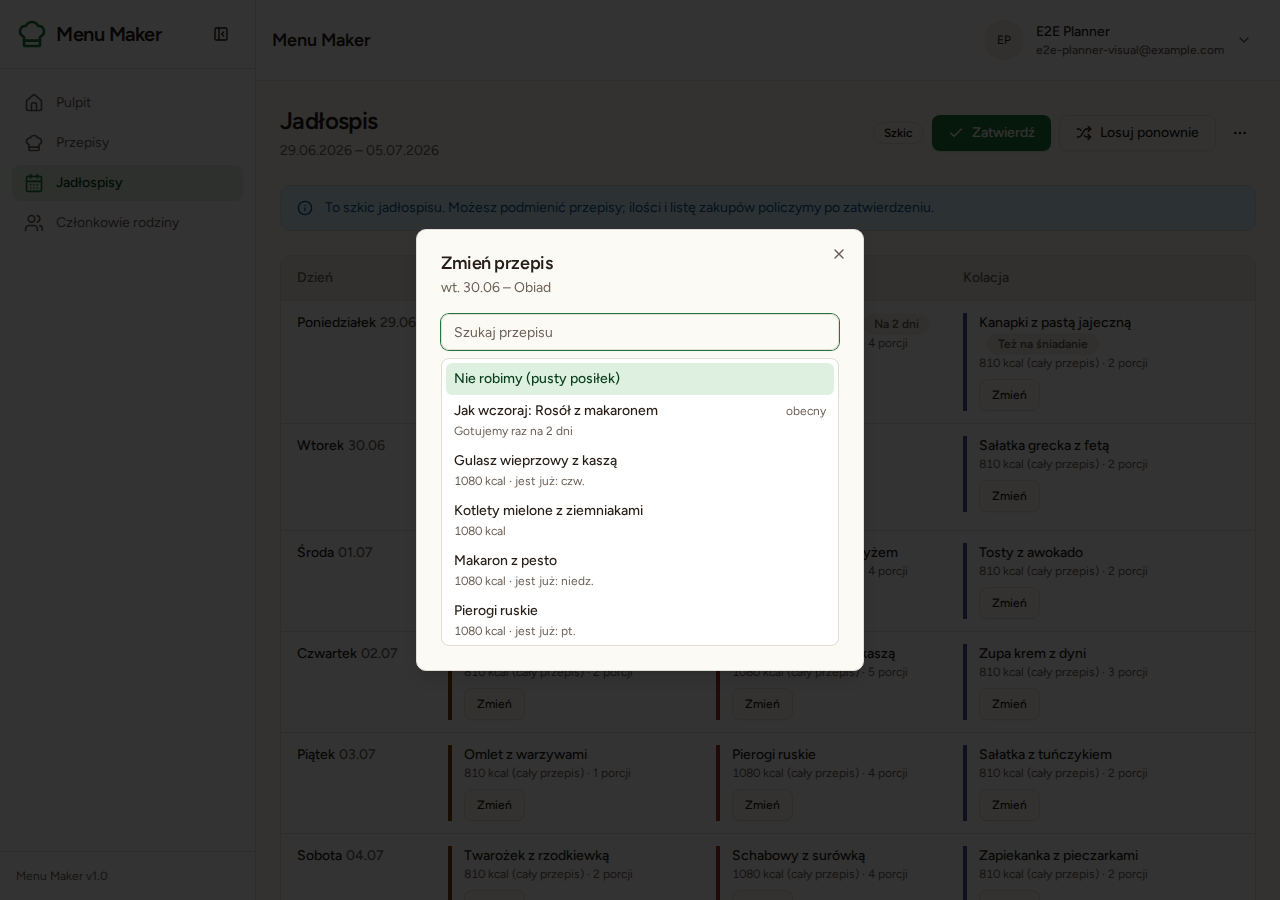 Menu Maker
Menu Maker
EP
E2E Planner
e2e-planner-visual@example.com
Pulpit
Przepisy
Jadłospisy
Członkowie rodziny
Menu Maker v1.0
Jadłospis
29.06.2026 – 05.07.2026
Szkic
Zatwierdź
Losuj ponownie
To szkic jadłospisu. Możesz podmienić przepisy; ilości i listę zakupów policzymy po zatwierdzeniu.
Dzień
Kolacja
Poniedziałek 29.06
Na 2 dni
4 porcji
Kanapki z pastą jajeczną
Też na śniadanie
810 kcal (cały przepis) · 2 porcji
Zmień
Wtorek 30.06
Sałatka grecka z fetą
810 kcal (cały przepis) · 2 porcji
Zmień
Środa 01.07
yżem
4 porcji
Tosty z awokado
810 kcal (cały przepis) · 2 porcji
Zmień
Czwartek 02.07
810 kcal (cały przepis) · 2 porcji
Zmień
kaszą
1080 kcal (cały przepis) · 5 porcji
Zmień
Zupa krem z dyni
810 kcal (cały przepis) · 3 porcji
Zmień
Piątek 03.07
Omlet z warzywami
810 kcal (cały przepis) · 1 porcji
Zmień
Pierogi ruskie
1080 kcal (cały przepis) · 4 porcji
Zmień
Sałatka z tuńczykiem
810 kcal (cały przepis) · 2 porcji
Zmień
Sobota 04.07
Twarożek z rzodkiewką
810 kcal (cały przepis) · 2 porcji
Schabowy z surówką
1080 kcal (cały przepis) · 4 porcji
Zapiekanka z pieczarkami
810 kcal (cały przepis) · 2 porcji
Zmień przepis
wt. 30.06 – Obiad
Szukaj przepisu
Nie robimy (pusty posiłek)
Jak wczoraj: Rosół z makaronem
obecny
Gotujemy raz na 2 dni
Gulasz wieprzowy z kaszą
1080 kcal · jest już: czw.
Kotlety mielone z ziemniakami
1080 kcal
Makaron z pesto
1080 kcal · jest już: niedz.
Pierogi ruskie
1080 kcal · jest już: pt.